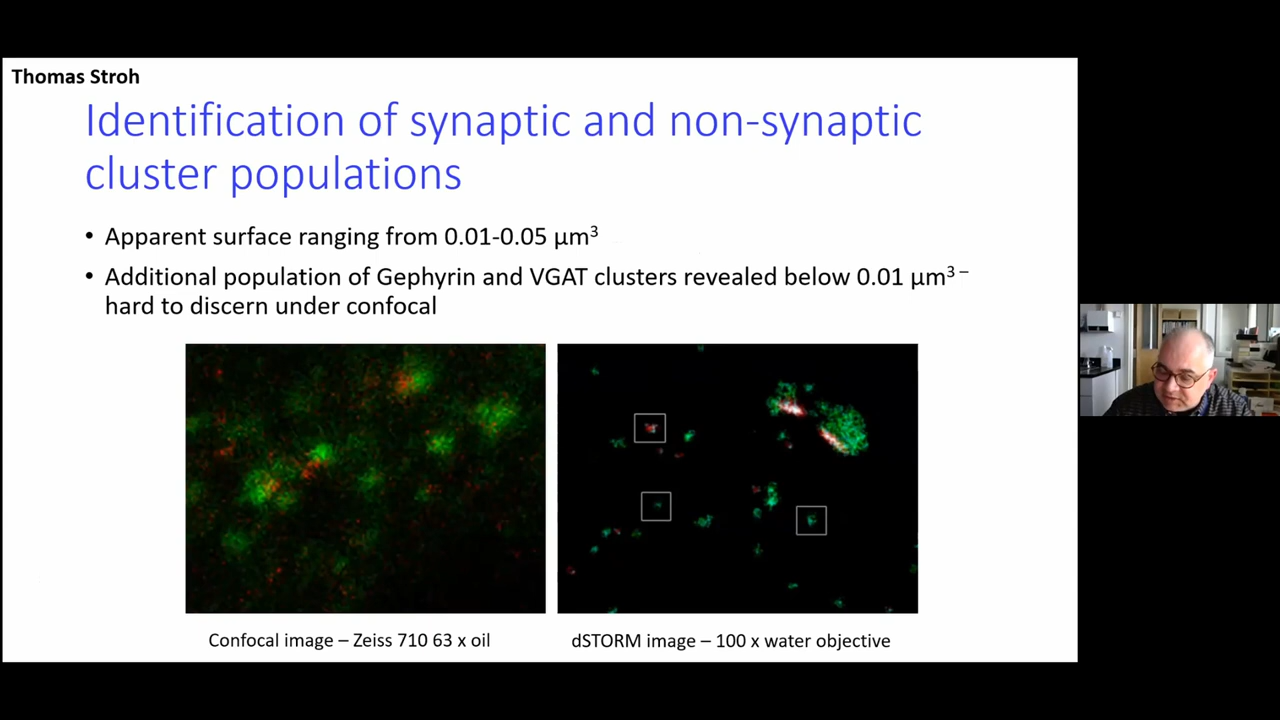 Thomas Stroh
Identification of synaptic and non-synaptic
cluster populations
• Apparent surface ranging from 0.01-0.05 µm³
• Additional population of Gephyrin and VGAT clusters revealed below 0.01 µm³ –
hard to discern under confocal
Confocal image – Zeiss 710 63 x oil
dSTORM image – 100 x water objective